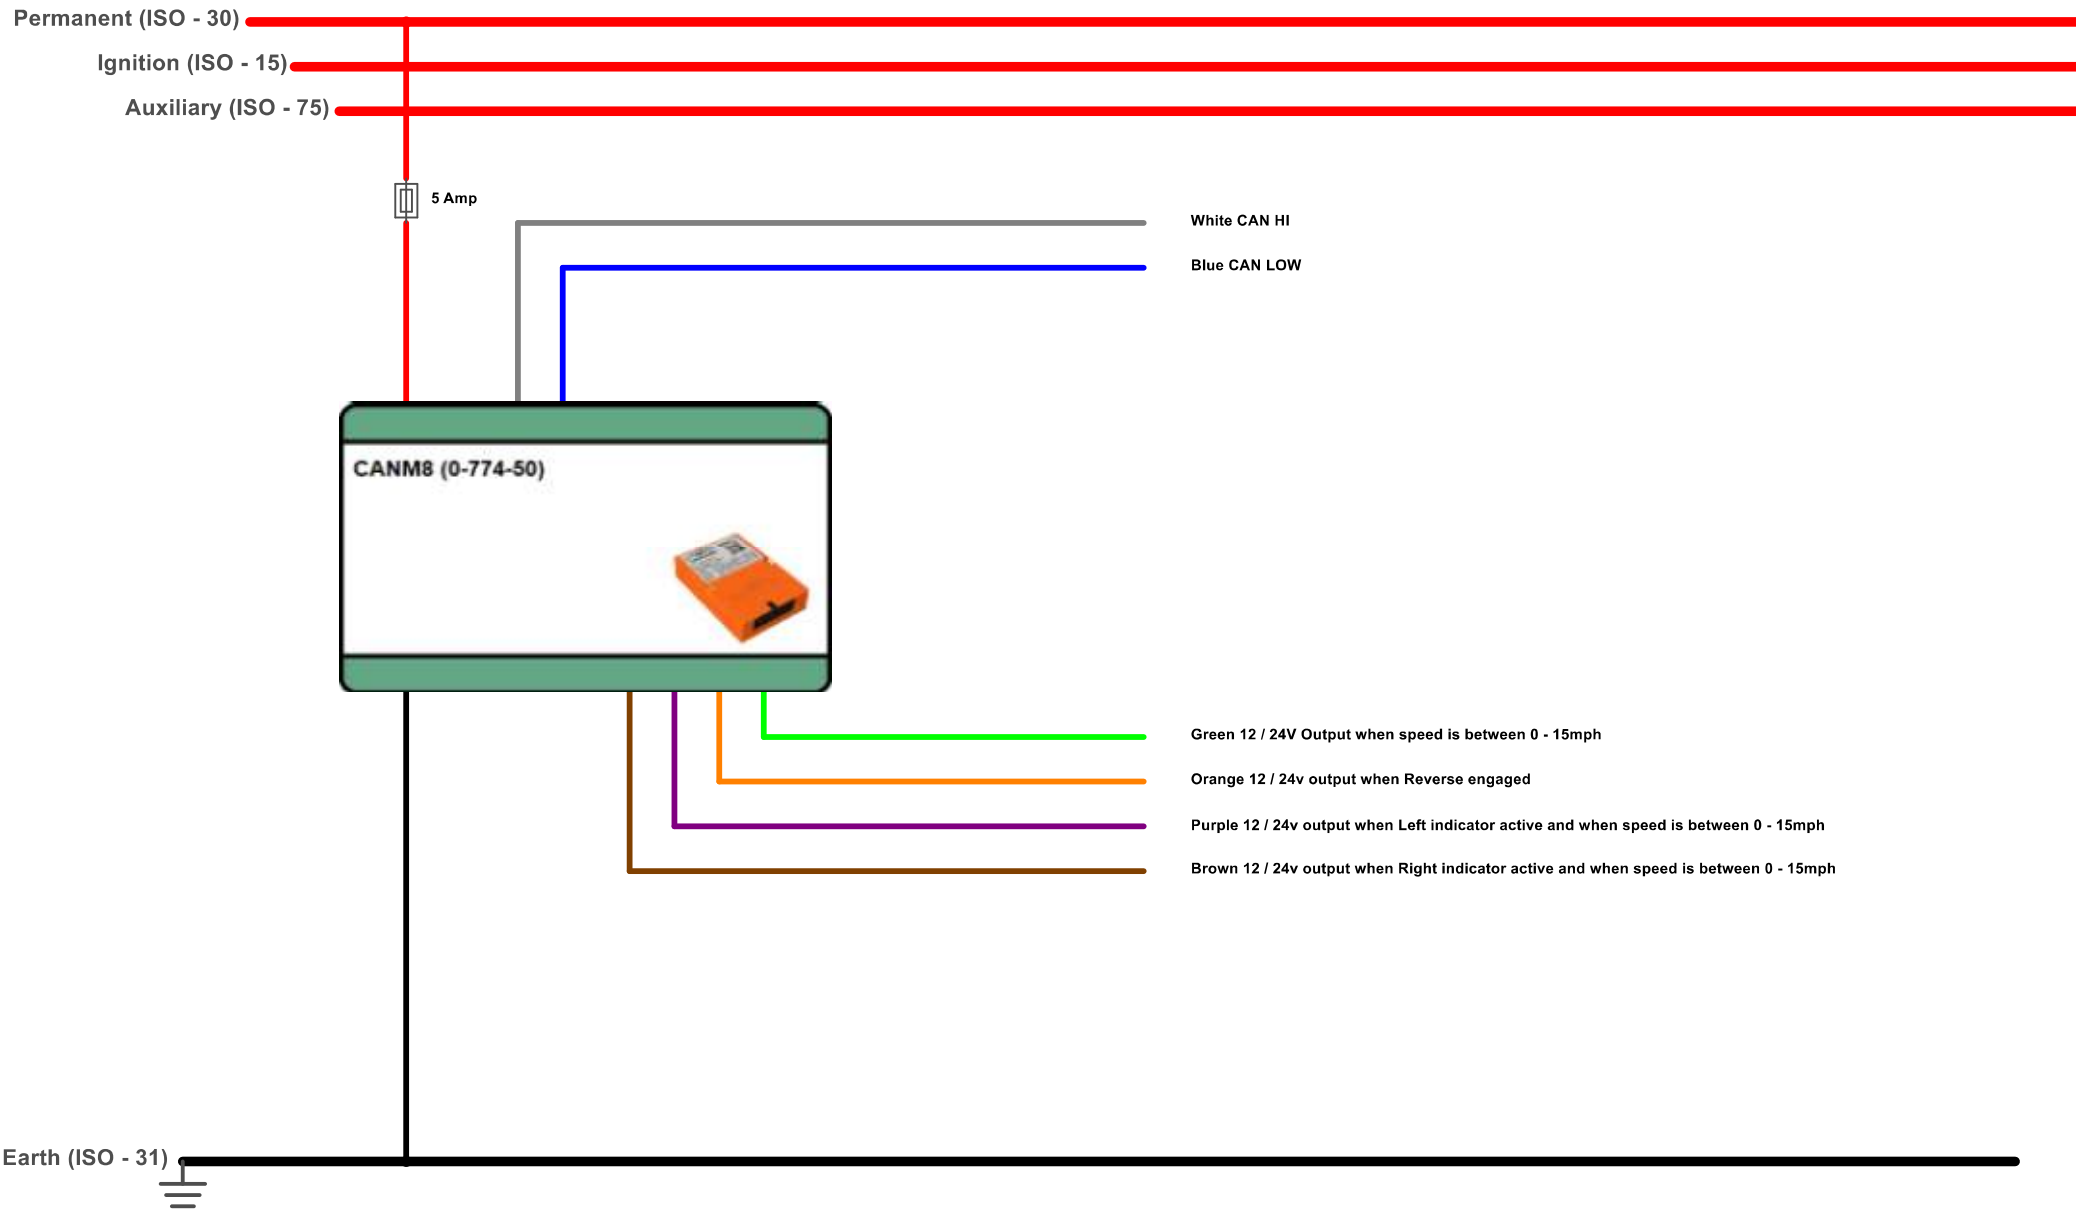 Permanent (ISO - 30)
Ignition (ISO - 15)
Auxiliary (ISO - 75)
5 Amp
White CAN HI
Blue CAN LOW
CANM8 (0-774-50)
Green 12 / 24V Output when speed is between 0 - 15mph
Orange 12 / 24v output when Reverse engaged
Purple 12 / 24v output when Left indicator active and when speed is between 0 - 15mph
Brown 12 / 24v output when Right indicator active and when speed is between 0 - 15mph
Earth (ISO - 31)